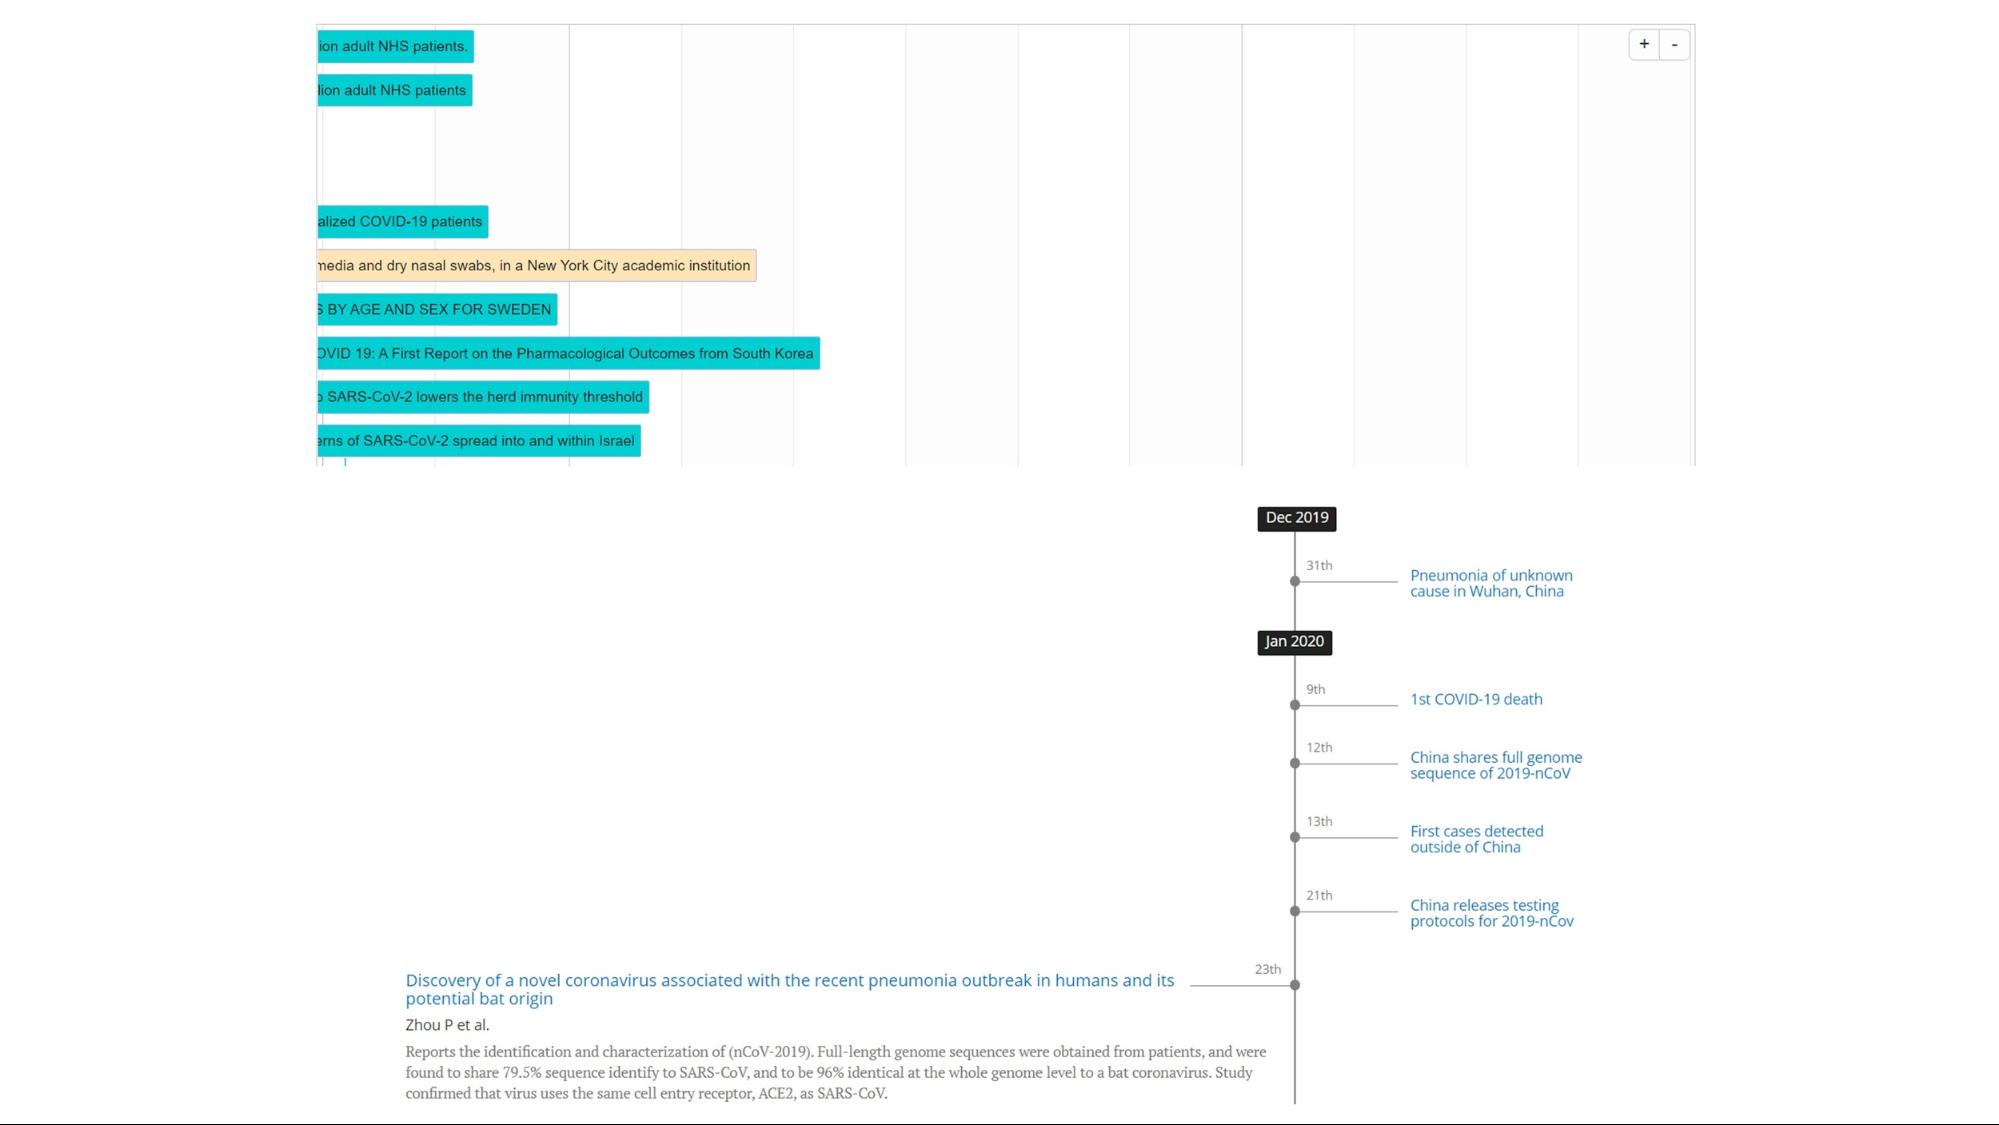 ion adult NHS patients.
+ -
lion adult NHS patients
alized COVID-19 patients
media and dry nasal swabs, in a New York City academic institution
S BY AGE AND SEX FOR SWEDEN
OVID 19: A First Report on the Pharmacological Outcomes from South Korea
o SARS-CoV-2 lowers the herd immunity threshold
erns of SARS-CoV-2 spread into and within Israel
Dec 2019
31th
Pneumonia of unknown
cause in Wuhan, China
Jan 2020
9th
1st COVID-19 death
12th
China shares full genome
sequence of 2019-nCoV
13th
First cases detected
outside of China
21th
China releases testing
protocols for 2019-nCov
23th
Discovery of a novel coronavirus associated with the recent pneumonia outbreak in humans and its
potential bat origin
Zhou P et al.
Reports the identification and characterization of (nCoV-2019). Full-length genome sequences were obtained from patients, and were
found to share 79.5% sequence identify to SARS-CoV, and to be 96% identical at the whole genome level to a bat coronavirus. Study
confirmed that virus uses the same cell entry receptor, ACE2, as SARS-CoV.